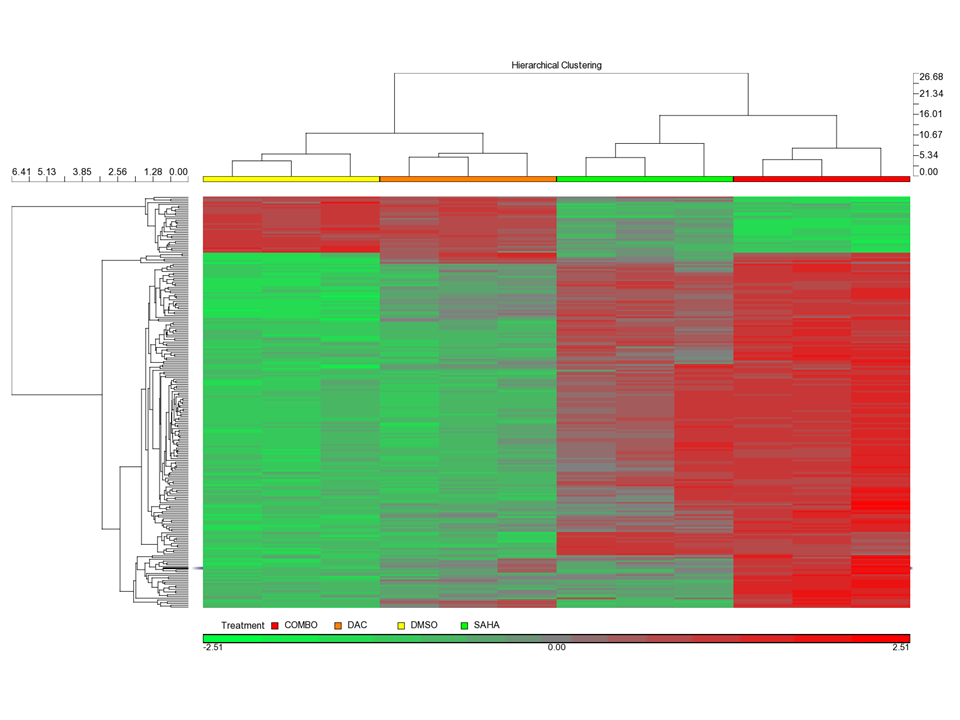 Hierarchical Clustering
26.68
21.34
16.01
10.67
5.34
0.00
6.41 5.13 3.85 2.56 1.28 0.00
Treatment COMBO DAC DMSO SAHA
-2.51 0.00 2.51